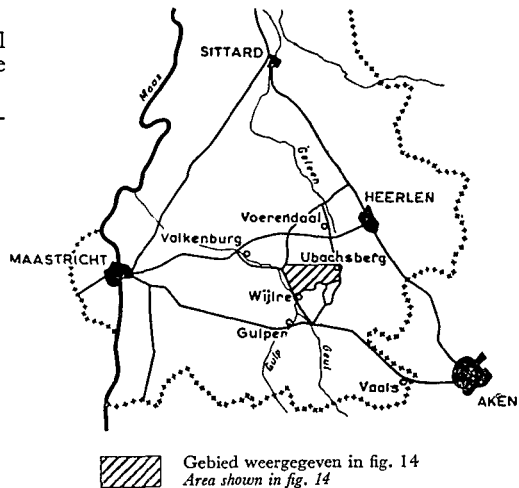 l
e
SITTARD
Maas
Geleen
HEERLEN
Voerendaal
Valkenburg
Ubachsberg
MAASTRICHT
Wijlre
Gulpen
Gulp
Geul
Vaals
AKEN
Gebied weergegeven in fig. 14
Area shown in fig. 14